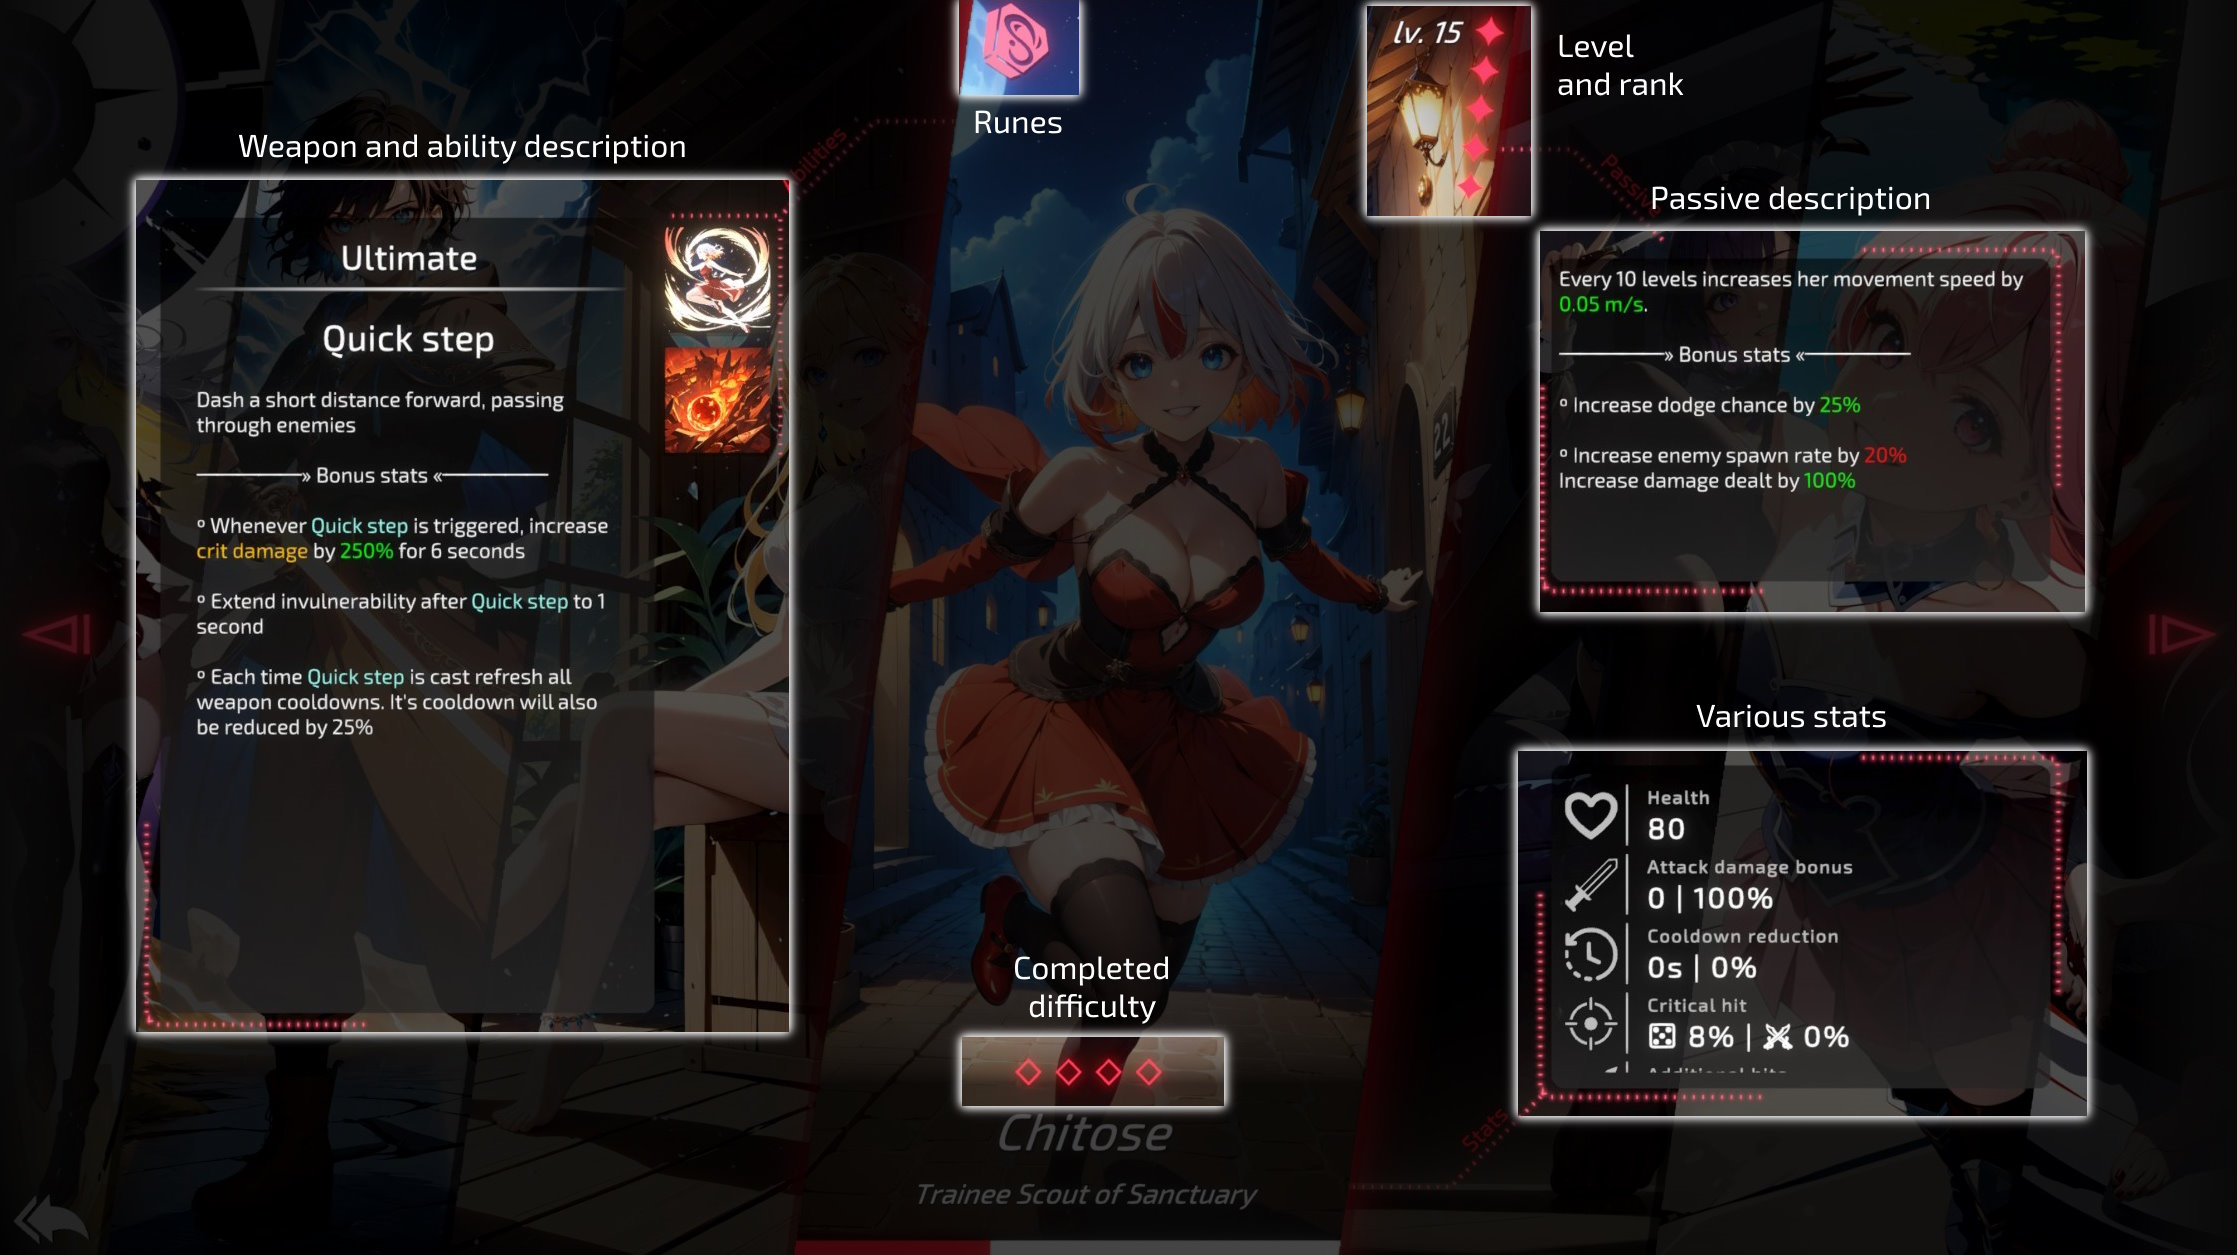 lv. 15
Level
and rank
Runes
Abilities
Weapon and ability description
Ultimate
Quick step
Dash a short distance forward, passing
through enemies
» Bonus stats «
º Whenever Quick step is triggered, increase
crit damage by 250% for 6 seconds
º Extend invulnerability after Quick step to 1
second
º Each time Quick step is cast refresh all
weapon cooldowns. It's cooldown will also
be reduced by 25%
Passive description
Every 10 levels increases her movement speed by
0.05 m/s.
» Bonus stats «
º Increase dodge chance by 25%
º Increase enemy spawn rate by 20%
Increase damage dealt by 100%
22
Various stats
Health
80
Attack damage bonus
0 | 100%
Cooldown reduction
0s | 0%
Critical hit
8% | 0%
Completed
difficulty
Chitose
Trainee Scout of Sanctuary
Stats